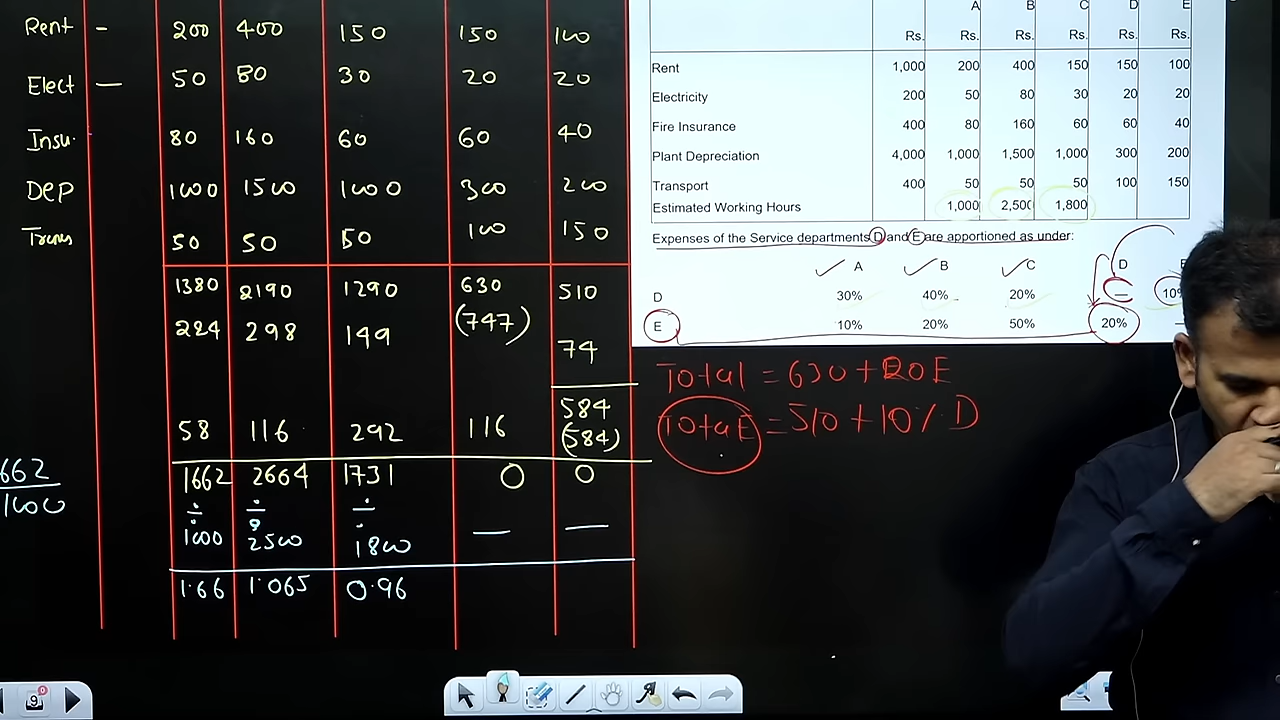 Rent - 200 400 150 150 100
Elect — 50 80 30 20 20
Insu. 80 160 60 60 40
Dep 1000 1500 1000 300 200
Trans 50 50 50 100 150
1380 2190 1290 630 510
224 298 149 (747) 74
584
58 116 292 116 (584)
1662 2664 1731 0 0
÷ ÷ ÷
1000 2500 1800 — —
1.66 1.065 0.96
662
1000
A B C D E
Rs. Rs. Rs. Rs. Rs. Rs.
Rent 1,000 200 400 150 150 100
Electricity 200 50 80 30 20 20
Fire Insurance 400 80 160 60 60 40
Plant Depreciation 4,000 1,000 1,500 1,000 300 200
Transport 400 50 50 50 100 150
Estimated Working Hours 1,000 2,500 1,800
Expenses of the Service departments D and E are apportioned as under:
A B C D
D 30% 40% 20% — 10%
E 10% 20% 50% 20% —
Total = 630 + 20 E
Total E = 510 + 10% D
9